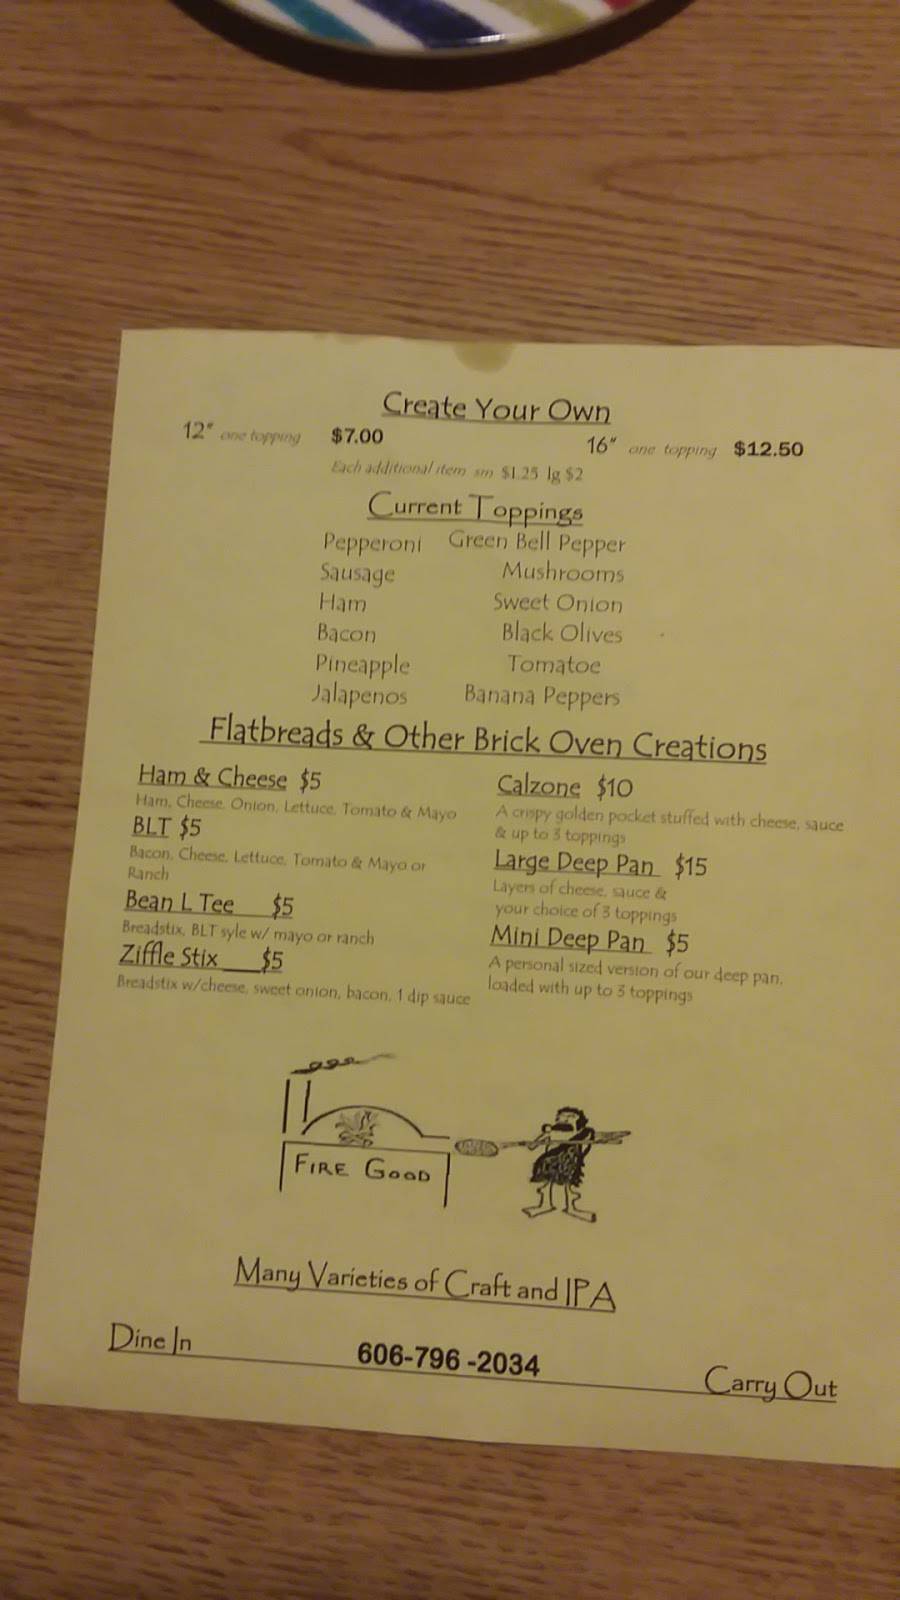 Create Your Own
12" one topping $7.00 16" one topping $12.50
Each additional item sm $1.25 lg $2
Current Toppings
Pepperoni Green Bell Pepper
Sausage Mushrooms
Ham Sweet Onion
Bacon Black Olives
Pineapple Tomatoe
Jalapenos Banana Peppers
Flatbreads & Other Brick Oven Creations
Ham & Cheese $5
Ham, Cheese, Onion, Lettuce, Tomato & Mayo
BLT $5
Bacon, Cheese, Lettuce, Tomato & Mayo or
Ranch
Bean L Tee $5
Breadstix, BLT syle w/ mayo or ranch
Ziffle Stix $5
Breadstix w/cheese, sweet onion, bacon, 1 dip sauce
Calzone $10
A crispy golden pocket stuffed with cheese, sauce
& up to 3 toppings
Large Deep Pan $15
Layers of cheese, sauce &
your choice of 3 toppings
Mini Deep Pan $5
A personal sized version of our deep pan,
loaded with up to 3 toppings
FIRE GOOD
Many Varieties of Craft and IPA
Dine In 606-796-2034 Carry Out